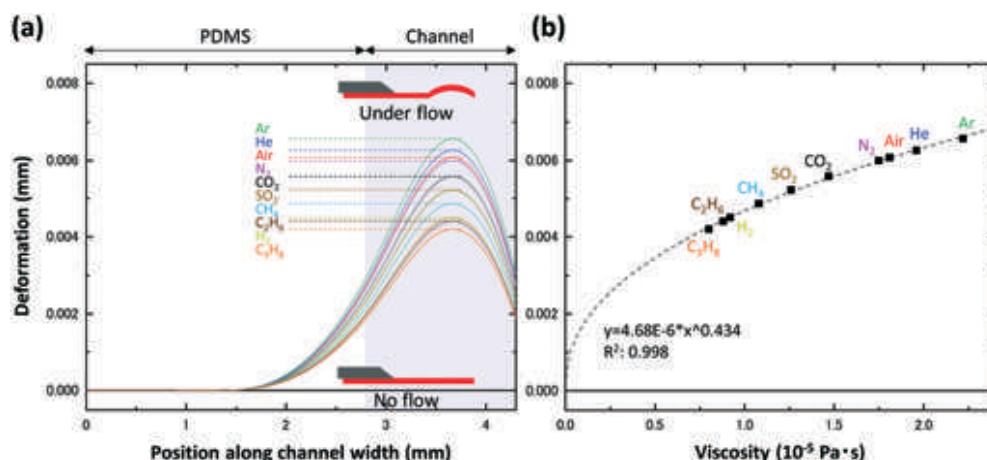 (a)
PDMS
Channel
0.008
0.006
0.004
0.002
0.000
Deformation (mm)
Under flow
Ar
He
Air
N₂
CO₂
SO₂
CH₄
C₂H₆
H₂
C₃H₈
No flow
0
1
2
3
4
Position along channel width (mm)
(b)
0.008
0.006
0.004
0.002
0.000
Ar
He
Air
N₂
CO₂
SO₂
CH₄
C₂H₆
H₂
C₃H₈
y=4.68E-6*x^0.434
R²: 0.998
0.0
0.5
1.0
1.5
2.0
Viscosity (10⁻⁵ Pa·s)